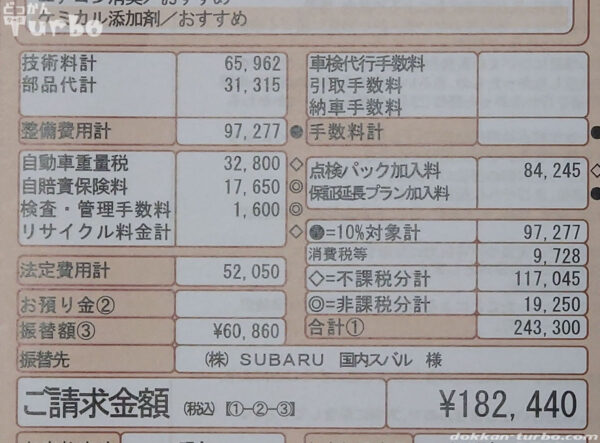 どっかん
Turbo
ケミカル添加剤／おすすめ
技術料計 65,962
部品代計 31,315
整備費用計 97,277 ●
自動車重量税 32,800 ◇
自賠責保険料 17,650 ◎
検査・管理手数料 1,600 ◎
リサイクル料金計 ◇
法定費用計 52,050
お預り金②
振替額③ ¥60,860
車検代行手数料
引取手数料
納車手数料
手数料計 ●
点検パック加入料 84,245 ◇
保証延長プラン加入料 ●
●=10%対象計 97,277
消費税等 9,728
◇=不課税分計 117,045
◎=非課税分計 19,250
合計① 243,300
振替先 (株) SUBARU 国内スバル 様
ご請求金額 (税込)【①−②−③】 ¥182,440
dokkan-turbo.com